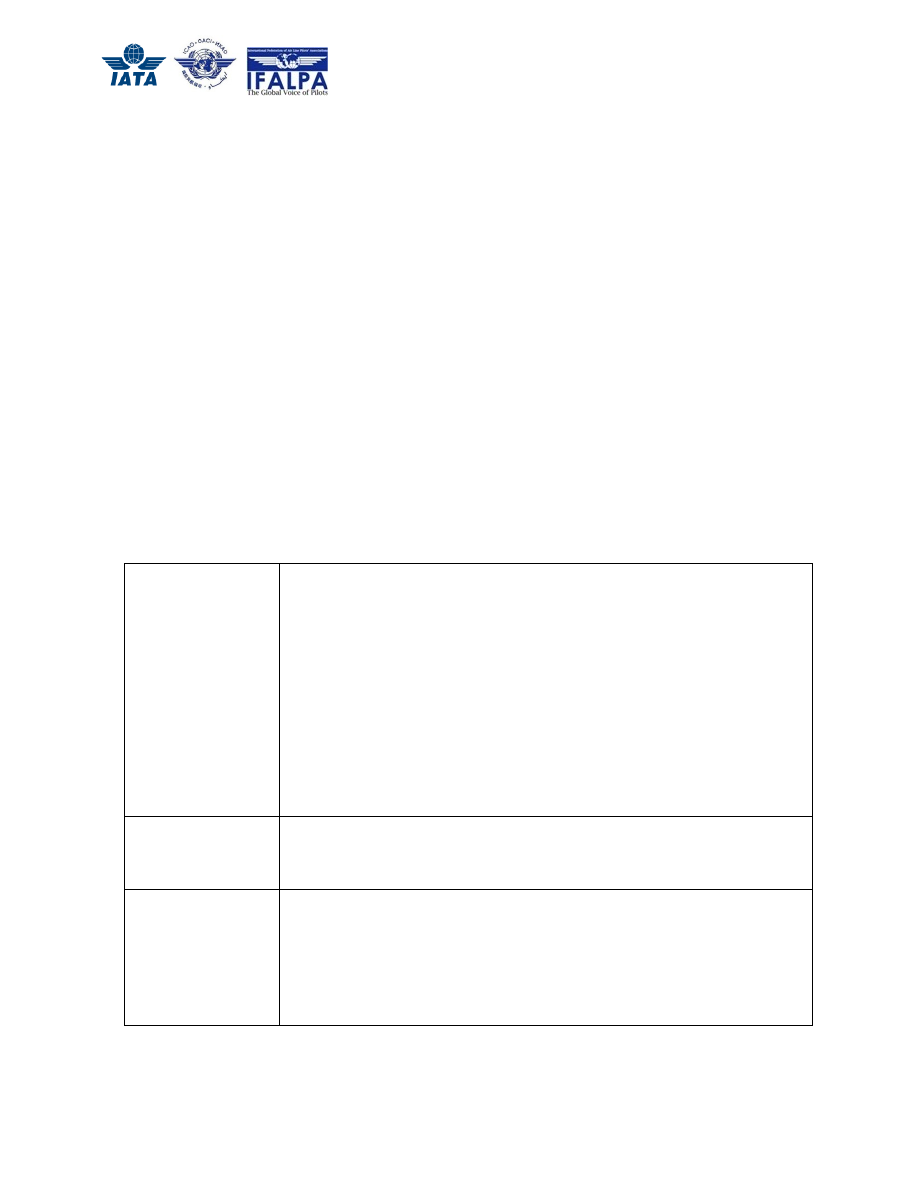 International Federation of Air Line Pilots' Associations
ICAO · OACI · ИКАО
IATA
IFALPA
The Global Voice of Pilots